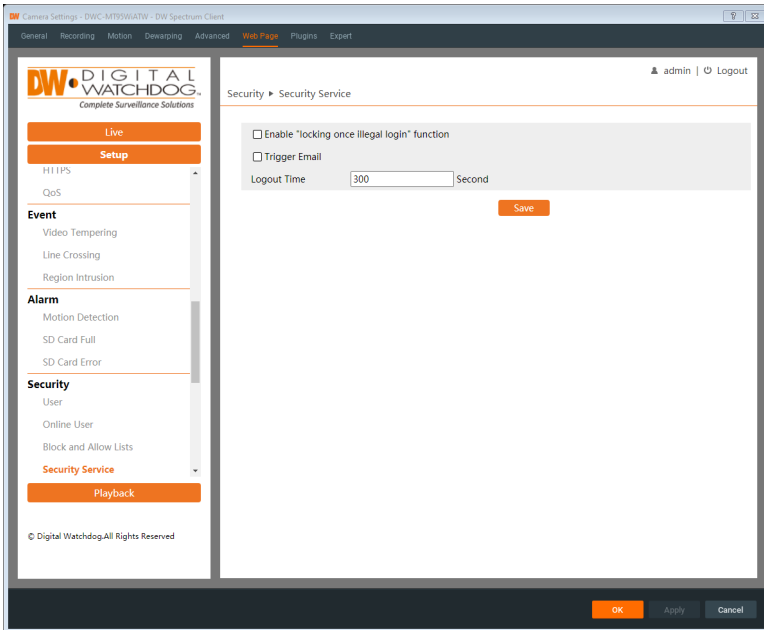 DW Camera Settings - DWC-MT95WiATW - DW Spectrum Client
General Recording Motion Dewarping Advanced Web Page Plugins Expert
DW DIGITAL WATCHDOG
Complete Surveillance Solutions
admin | Logout
Security ▸ Security Service
Live
Setup
HTTPS
QoS
Event
Video Tempering
Line Crossing
Region Intrusion
Alarm
Motion Detection
SD Card Full
SD Card Error
Security
User
Online User
Block and Allow Lists
Security Service
Playback
© Digital Watchdog.All Rights Reserved
Enable "locking once illegal login" function
Trigger Email
Logout Time 300 Second
Save
OK Apply Cancel